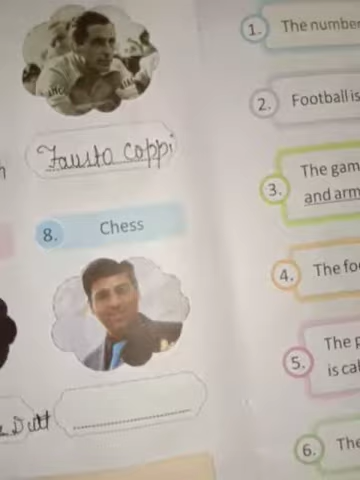 Fausto Coppi
8. Chess
Dutt
1. The number
2. Football is
3. The gam
and arm
4. The fo
5. The p
is cal
6. The